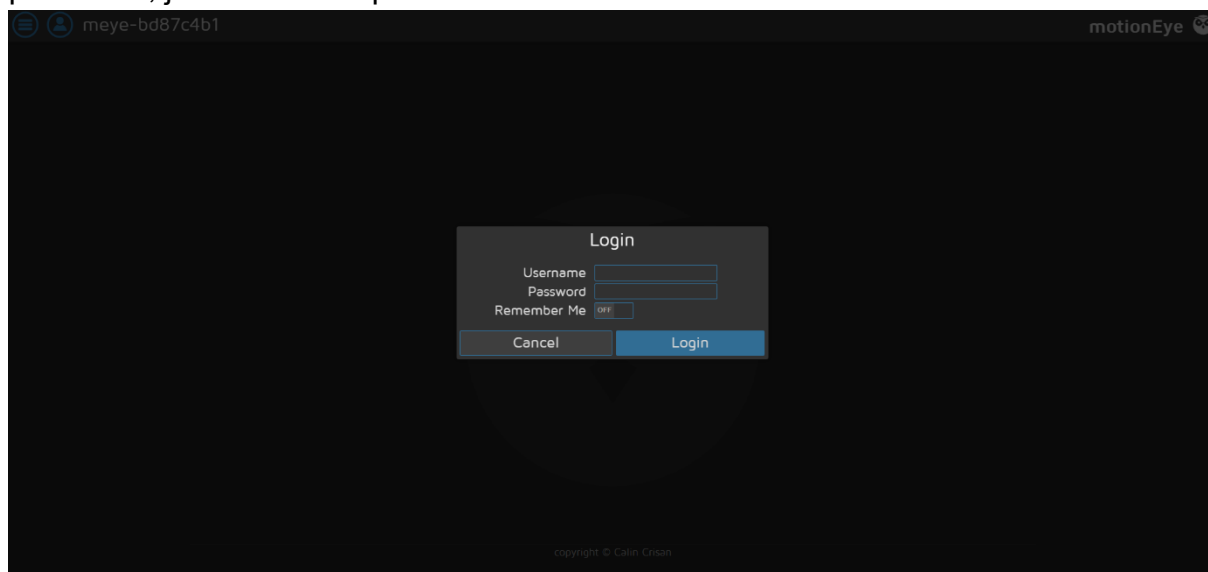 meye-bd87c4b1
motionEye
Login
Username
Password
Remember Me OFF
Cancel Login
copyright © Calin Crisan